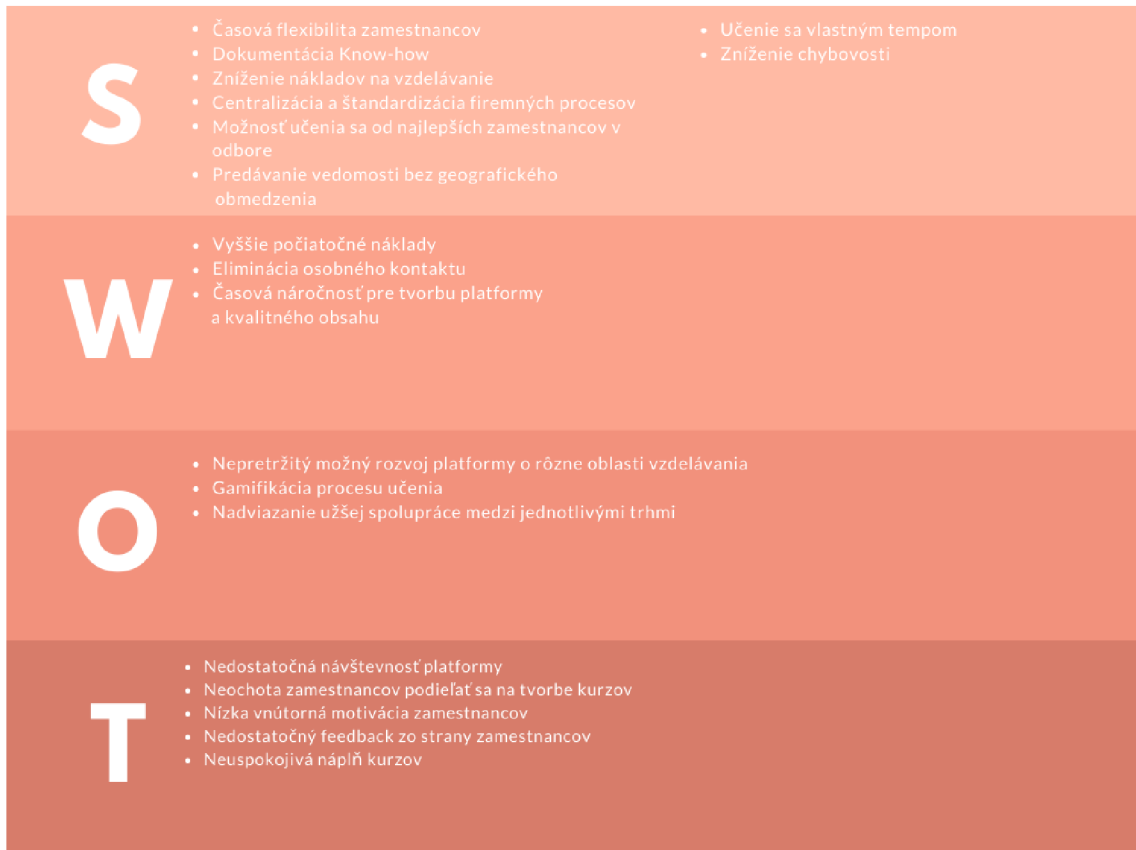 S
• Časová flexibilita zamestnancov
• Dokumentácia Know-how
• Zníženie nákladov na vzdelávanie
• Centralizácia a štandardizácia firemných procesov
• Možnosť učenia sa od najlepších zamestnancov v
odbore
• Predávanie vedomosti bez geografického
obmedzenia
• Učenie sa vlastným tempom
• Zníženie chybovosti
W
• Vyššie počiatočné náklady
• Eliminácia osobného kontaktu
• Časová náročnosť pre tvorbu platformy
a kvalitného obsahu
O
• Nepretržitý možný rozvoj platformy o rôzne oblasti vzdelávania
• Gamifikácia procesu učenia
• Nadviazanie užšej spolupráce medzi jednotlivými trhmi
T
• Nedostatočná návštevnosť platformy
• Neochota zamestnancov podieľať sa na tvorbe kurzov
• Nízka vnútorná motivácia zamestnancov
• Nedostatočný feedback zo strany zamestnancov
• Neuspokojivá náplň kurzov